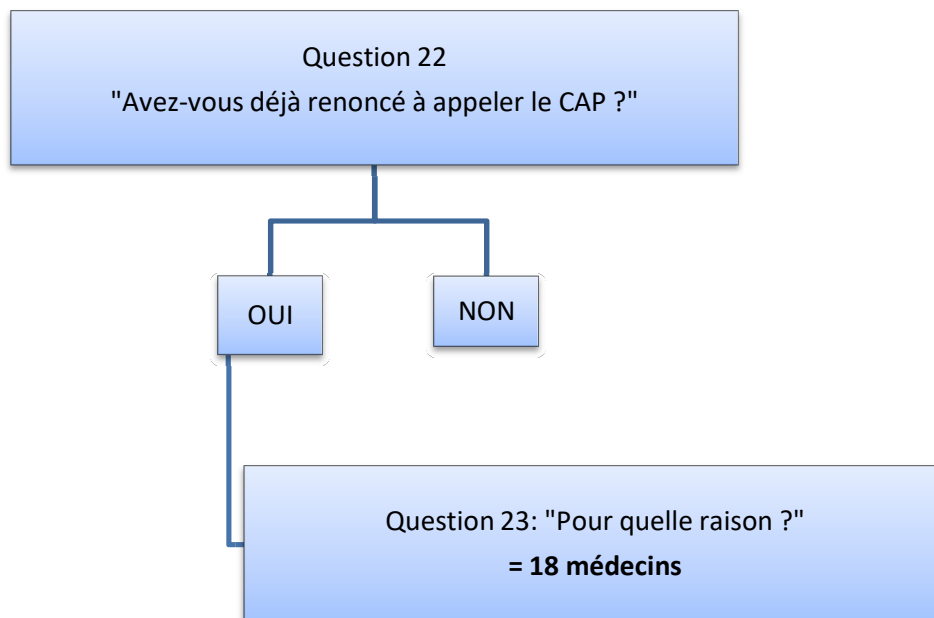 Question 22
"Avez-vous déjà renoncé à appeler le CAP ?"
OUI
NON
Question 23: "Pour quelle raison ?"
= 18 médecins